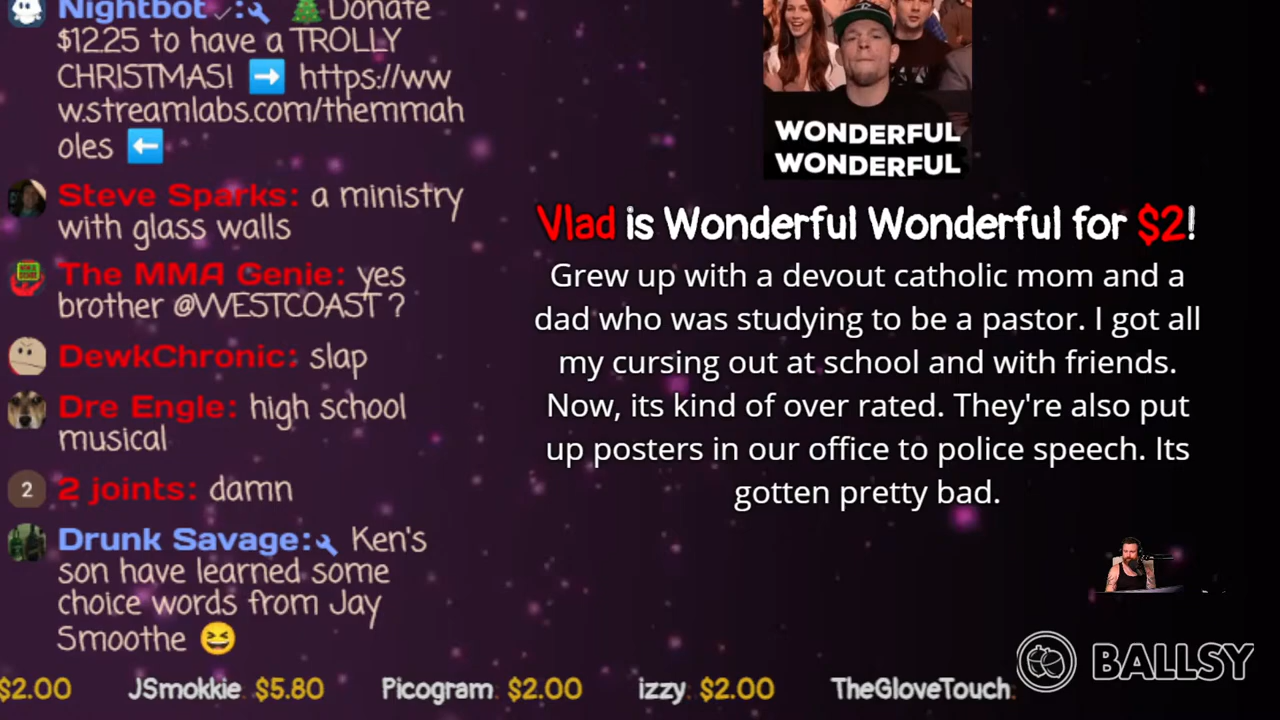 Nightbot ✓:🔧 🎄Donate
$12.25 to have a TROLLY
CHRISTMAS! ➡️ https://ww
w.streamlabs.com/themmah
oles ⬅️
Steve Sparks: a ministry
with glass walls
The MMA Genie: yes
brother @WESTCOAST ?
DewkChronic: slap
Dre Engle: high school
musical
2
2 joints: damn
Drunk Savage:🔧 Ken's
son have learned some
choice words from Jay
Smoothe 😆
WONDERFUL
WONDERFUL
Vlad is Wonderful Wonderful for $2!
Grew up with a devout catholic mom and a
dad who was studying to be a pastor. I got all
my cursing out at school and with friends.
Now, its kind of over rated. They're also put
up posters in our office to police speech. Its
gotten pretty bad.
BALLSY
$2.00 JSmokkie $5.80 Picogram $2.00 izzy $2.00 TheGloveTouch